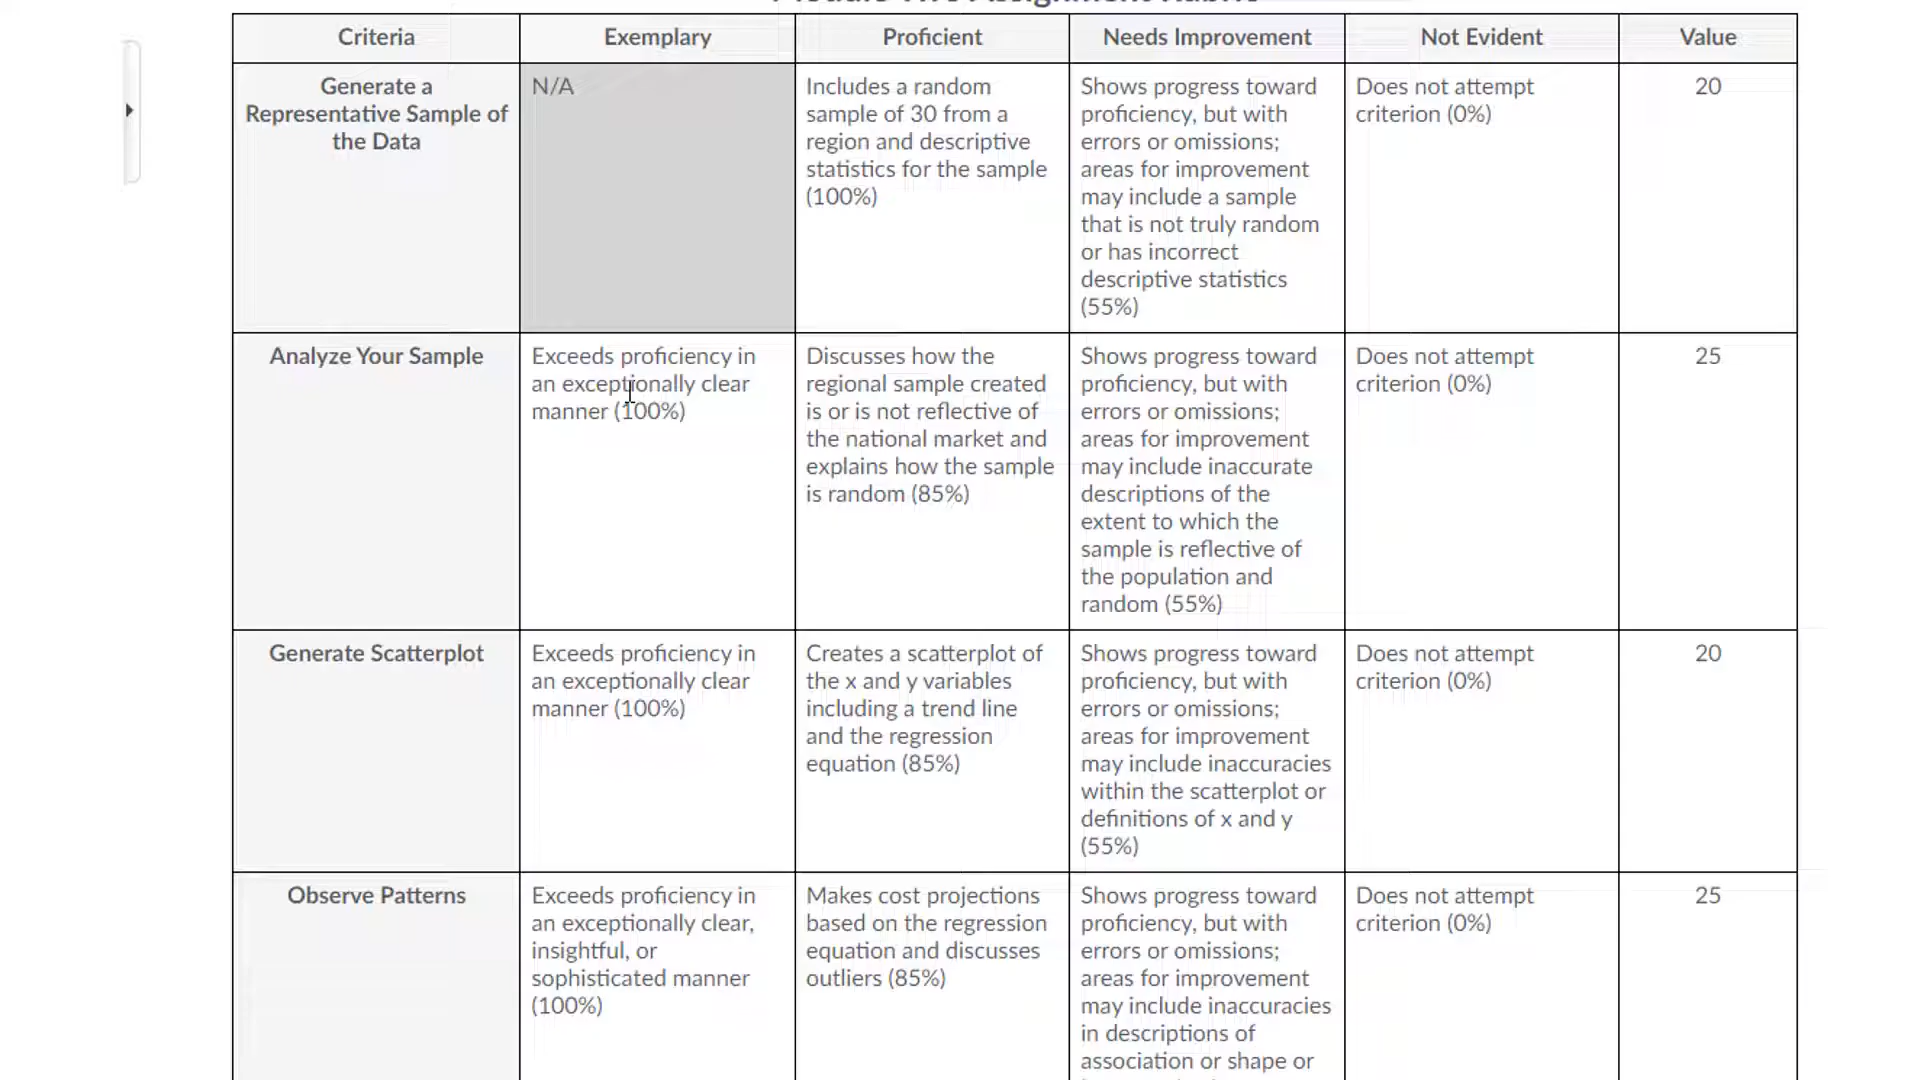 Criteria
Exemplary
Proficient
Needs Improvement
Not Evident
Value
Generate a
Representative Sample of
the Data
N/A
Includes a random
sample of 30 from a
region and descriptive
statistics for the sample
(100%)
Shows progress toward
proficiency, but with
errors or omissions;
areas for improvement
may include a sample
that is not truly random
or has incorrect
descriptive statistics
(55%)
Does not attempt
criterion (0%)
20
Analyze Your Sample
Exceeds proficiency in
an exceptionally clear
manner (100%)
Discusses how the
regional sample created
is or is not reflective of
the national market and
explains how the sample
is random (85%)
Shows progress toward
proficiency, but with
errors or omissions;
areas for improvement
may include inaccurate
descriptions of the
extent to which the
sample is reflective of
the population and
random (55%)
Does not attempt
criterion (0%)
25
Generate Scatterplot
Exceeds proficiency in
an exceptionally clear
manner (100%)
Creates a scatterplot of
the x and y variables
including a trend line
and the regression
equation (85%)
Shows progress toward
proficiency, but with
errors or omissions;
areas for improvement
may include inaccuracies
within the scatterplot or
definitions of x and y
(55%)
Does not attempt
criterion (0%)
20
Observe Patterns
Exceeds proficiency in
an exceptionally clear,
insightful, or
sophisticated manner
(100%)
Makes cost projections
based on the regression
equation and discusses
outliers (85%)
Shows progress toward
proficiency, but with
errors or omissions;
areas for improvement
may include inaccuracies
in descriptions of
association or shape or
Does not attempt
criterion (0%)
25